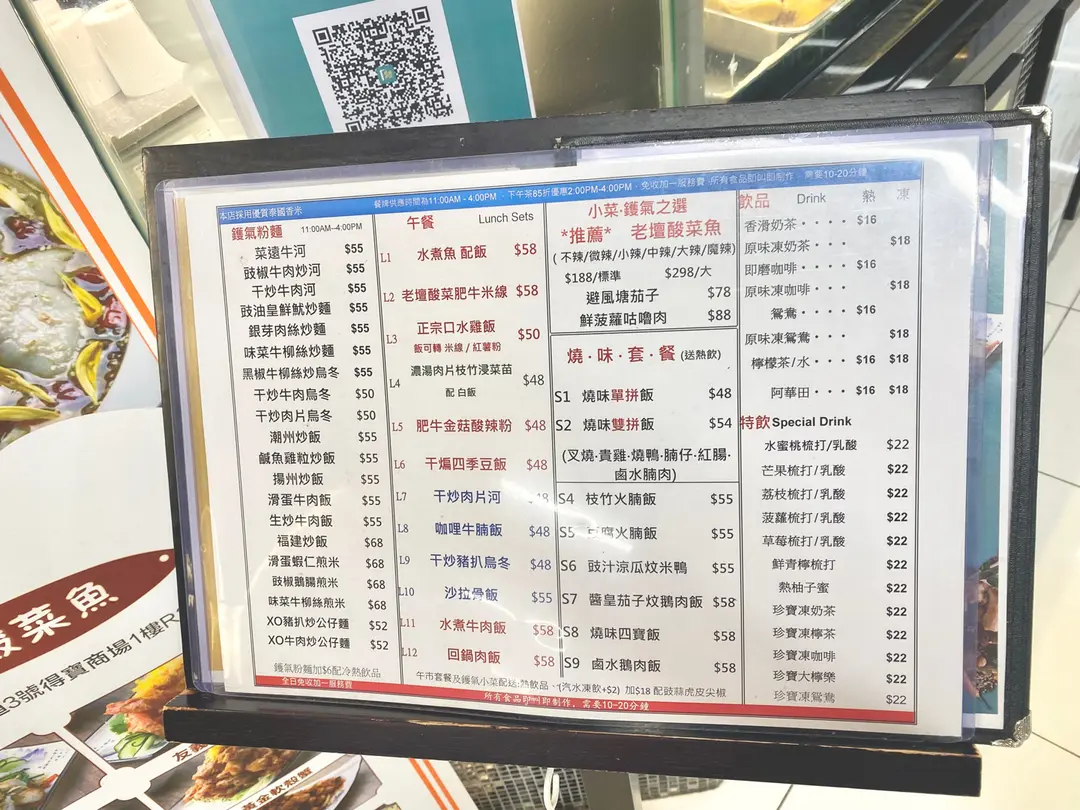 本店採用優質泰國香米
餐牌供應時間為11:00AM - 4:00PM · 下午茶85折優惠2:00PM-4:00PM · 免收加一服務費 所有食品即叫即制作 · 需要10-20分鐘
鑊氣粉麵 11:00AM--4:00PM
菜遠牛河 $55
豉椒牛肉炒河 $55
干炒牛肉河 $55
豉油皇鮮魷炒麵 $55
銀芽肉絲炒麵 $55
味菜牛柳絲炒麵 $55
黑椒牛柳絲炒烏冬 $55
干炒牛肉烏冬 $50
干炒肉片烏冬 $50
潮州炒飯 $55
鹹魚雞粒炒飯 $55
揚州炒飯 $55
滑蛋牛肉飯 $55
生炒牛肉飯 $55
福建炒飯 $68
滑蛋蝦仁煎米 $68
豉椒鵝腸煎米 $68
味菜牛柳絲煎米 $68
XO豬扒炒公仔麵 $52
XO牛肉炒公仔麵 $52
鑊氣粉麵加$6配冷熱飲品
午餐 Lunch Sets
L1 水煮魚 配飯 $58
L2 老壇酸菜肥牛米線 $58
L3 正宗口水雞飯 $50
飯可轉 米線 / 紅薯粉
L4 濃湯肉片枝竹浸菜苗 $48
配 白飯
L5 肥牛金菇酸辣粉 $48
L6 干煸四季豆飯 $48
L7 干炒肉片河 $48
L8 咖哩牛腩飯 $48
L9 干炒豬扒烏冬 $48
L10 沙拉骨飯 $55
L11 水煮牛肉飯 $58
L12 回鍋肉飯 $58
小菜·鑊氣之選
*推薦* 老壇酸菜魚
( 不辣/微辣/小辣/中辣/大辣/魔辣)
$188/標準 $298/大
避風塘茄子 $78
鮮菠蘿咕嚕肉 $88
燒·味·套·餐 (送熱飲)
S1 燒味單拼飯 $48
S2 燒味雙拼飯 $54
(叉燒·貴雞·燒鴨·腩仔·紅腸·
鹵水腩肉)
S4 枝竹火腩飯 $55
S5 豆腐火腩飯 $55
S6 豉汁涼瓜炆米鴨 $55
S7 醬皇茄子炆鵝肉飯 $58
S8 燒味四寶飯 $58
S9 鹵水鵝肉飯 $58
飲品 Drink 熱 凍
香滑奶茶 · · · · $16
原味凍奶茶 · · · $18
即磨咖啡 · · · · $16
原味凍咖啡 · · · $18
鴛鴦 · · · · $16
原味凍鴛鴦 · · · $18
檸檬茶/水 · · · $16 $18
阿華田 · · · $16 $18
特飲 Special Drink
水蜜桃梳打/乳酸 $22
芒果梳打/乳酸 $22
荔枝梳打/乳酸 $22
菠蘿梳打/乳酸 $22
草莓梳打/乳酸 $22
鮮青檸梳打 $22
熱柚子蜜 $22
珍寶凍奶茶 $22
珍寶凍檸茶 $22
珍寶凍咖啡 $22
珍寶大檸樂 $22
珍寶凍鴛鴦 $22
午市套餐及鑊氣小菜配送:熱飲品 · (汽水凍飲+$2) 加$18 配豉蒜虎皮尖椒
全日免收加一服務費
所有食品即叫即制作，需要10-20分鐘
酸菜魚
3號得寶商場1樓
黃金軟殼蟹